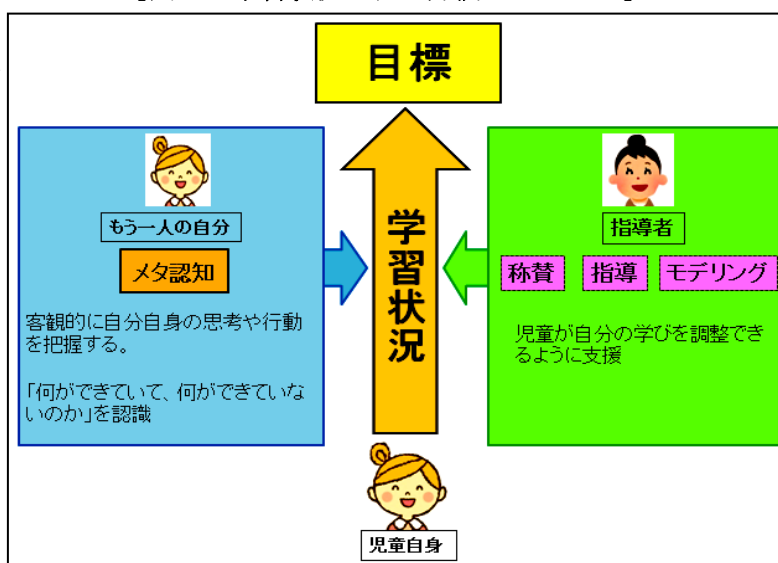 目標
もう一人の自分
メタ認知
客観的に自分自身の思考や行動
を把握する。
「何ができていて、何ができていな
いのか」を認識
学習状況
指導者
称賛
指導
モデリング
児童が自分の学びを調整でき
るように支援
児童自身